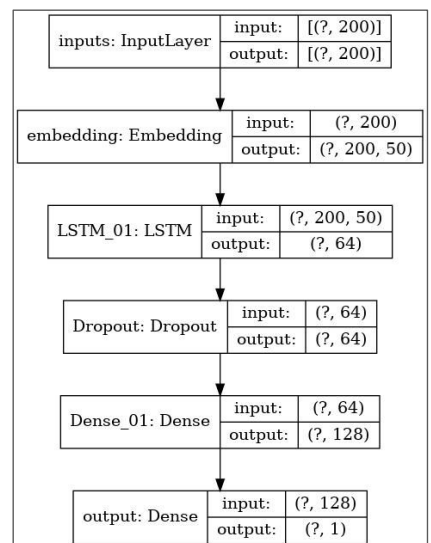 inputs: InputLayer
input: [(?, 200)]
output: [(?, 200)]
embedding: Embedding
input: (?, 200)
output: (?, 200, 50)
LSTM_01: LSTM
input: (?, 200, 50)
output: (?, 64)
Dropout: Dropout
input: (?, 64)
output: (?, 64)
Dense_01: Dense
input: (?, 64)
output: (?, 128)
output: Dense
input: (?, 128)
output: (?, 1)